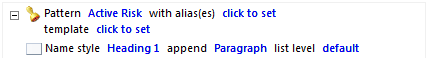 Pattern Active Risk with alias(es) click to set
template click to set
Name style Heading 1 append Paragraph list level default